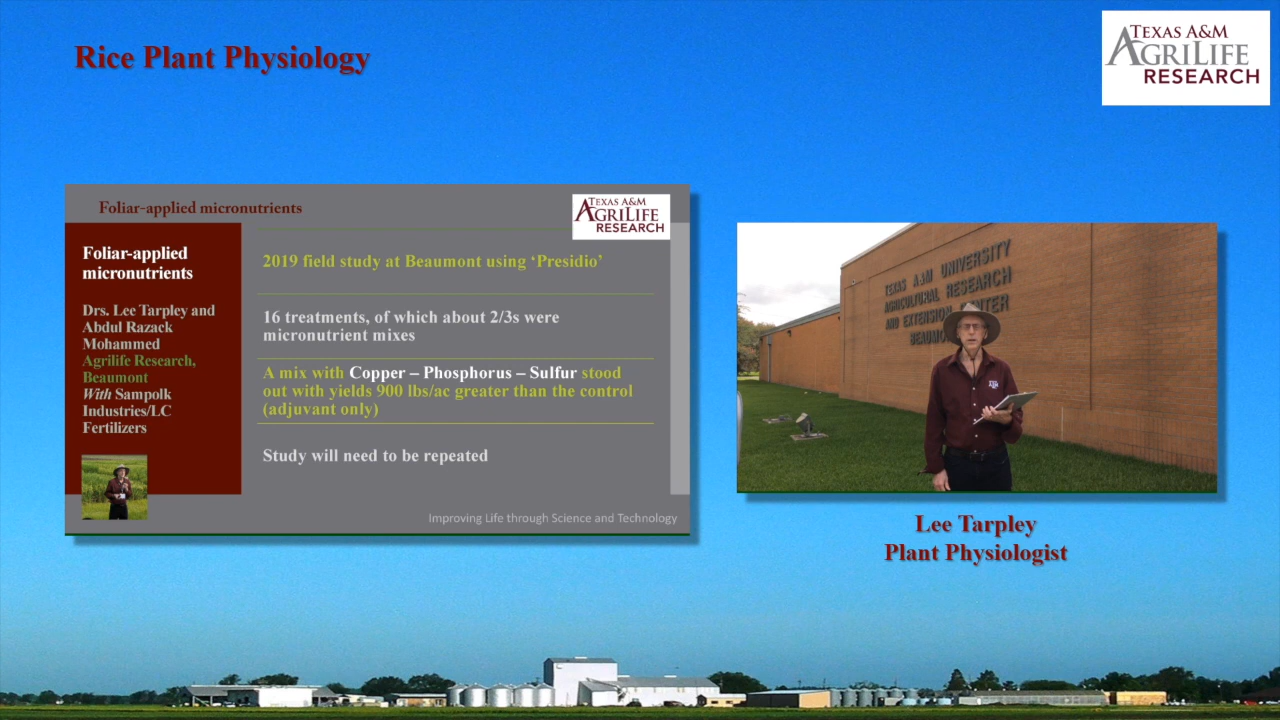 Rice Plant Physiology
TEXAS A&M
AGRILIFE
RESEARCH
Foliar-applied micronutrients
TEXAS A&M
AGRILIFE
RESEARCH
Foliar-applied
micronutrients
Drs. Lee Tarpley and
Abdul Razack
Mohammed
Agrilife Research,
Beaumont
With Sampolk
Industries/LC
Fertilizers
2019 field study at Beaumont using ‘Presidio’
16 treatments, of which about 2/3s were
micronutrient mixes
A mix with Copper – Phosphorus – Sulfur stood
out with yields 900 lbs/ac greater than the control
(adjuvant only)
Study will need to be repeated
Improving Life through Science and Technology
TEXAS A&M UNIVERSITY
AGRICULTURAL RESEARCH
AND EXTENSION CENTER
Lee Tarpley
Plant Physiologist